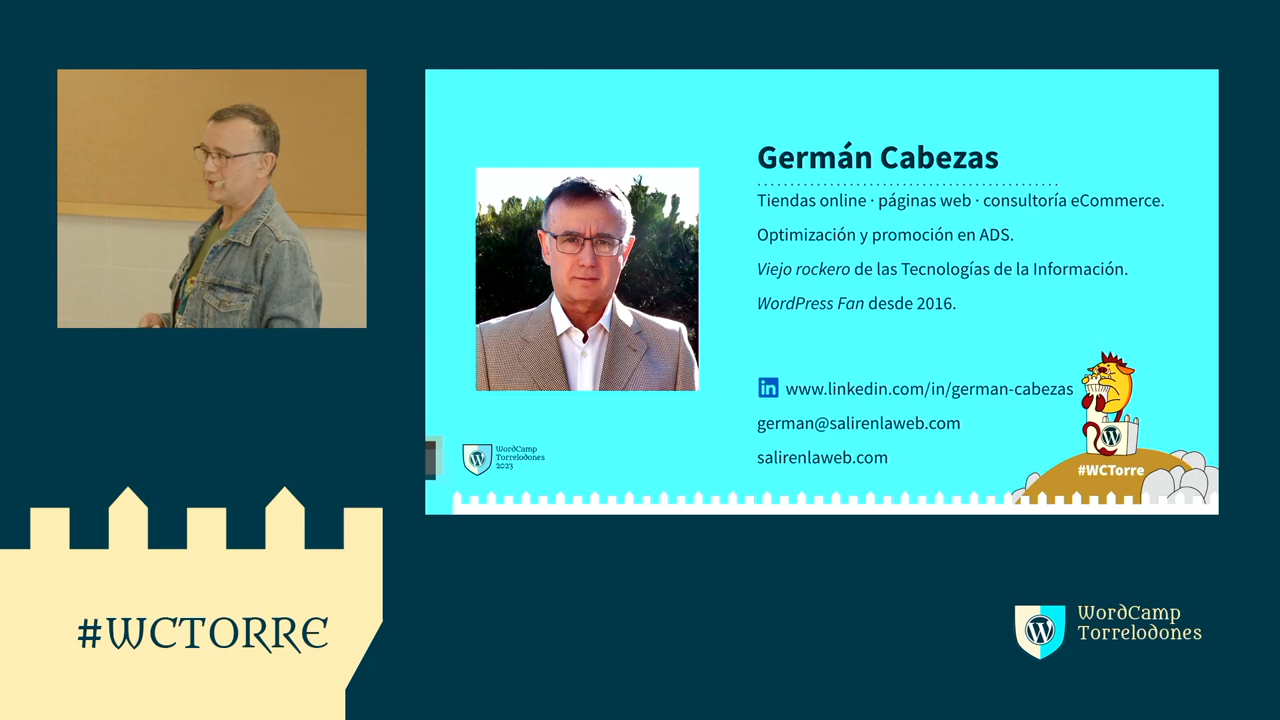 Germán Cabezas
Tiendas online · páginas web · consultoría eCommerce.
Optimización y promoción en ADS.
Viejo rockero de las Tecnologías de la Información.
WordPress Fan desde 2016.
in www.linkedin.com/in/german-cabezas
german@salirenlaweb.com
salirenlaweb.com
WordCamp
Torrelodones
2023
#WCTorre
#WCTORRE
WordCamp
Torrelodones